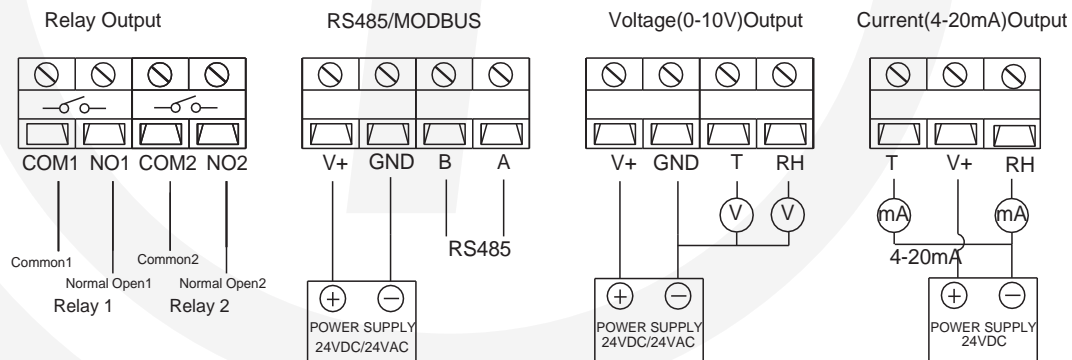 Relay Output
COM1 NO1 COM2 NO2
Common1
Common2
Normal Open1
Normal Open2
Relay 1
Relay 2
RS485/MODBUS
V+ GND B A
RS485
+ −
POWER SUPPLY
24VDC/24VAC
Voltage(0-10V)Output
V+ GND T RH
V V
+ −
POWER SUPPLY
24VDC/24VAC
Current(4-20mA)Output
T V+ RH
mA mA
4-20mA
+ −
POWER SUPPLY
24VDC